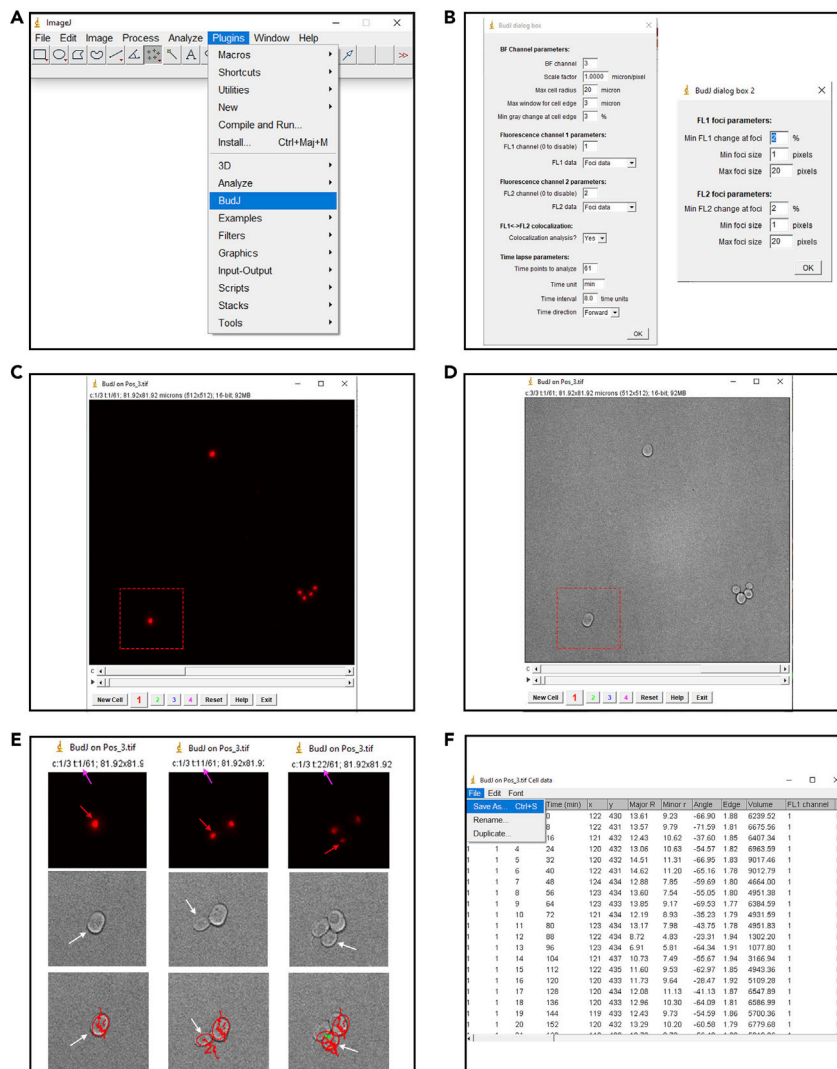 A
ImageJ
File Edit Image Process Analyze Plugins Window Help
Macros
Shortcuts
Utilities
New
Compile and Run...
Install... Ctrl+Maj+M
3D
Analyze
BudJ
Examples
Filters
Graphics
Input-Output
Scripts
Stacks
Tools
B
BudJ dialog box
BF Channel parameters:
BF channel 3
Scale factor 1.0000 micron/pixel
Max cell radius 20 micron
Max window for cell edge 3 micron
Min gray change at cell edge 3 %
Fluorescence channel 1 parameters:
FL1 channel (0 to disable) 1
FL1 data Foci data
Fluorescence channel 2 parameters:
FL2 channel (0 to disable) 2
FL2 data Foci data
FL1<->FL2 colocalization:
Colocalization analysis? Yes
Time lapse parameters:
Time points to analyze 61
Time unit min
Time interval 8.0 time units
Time direction Forward
OK
BudJ dialog box 2
FL1 foci parameters:
Min FL1 change at foci 2 %
Min foci size 1 pixels
Max foci size 20 pixels
FL2 foci parameters:
Min FL2 change at foci 2 %
Min foci size 1 pixels
Max foci size 20 pixels
OK
C
BudJ on Pos_3.tif
c:1/3 t:1/61; 81.92x81.92 microns (512x512); 16-bit; 92MB
c
New Cell 1 2 3 4 Reset Help Exit
D
BudJ on Pos_3.tif
c:3/3 t:1/61; 81.92x81.92 microns (512x512); 16-bit; 92MB
c
New Cell 1 2 3 4 Reset Help Exit
E
BudJ on Pos_3.tif
c:1/3 t:1/61; 81.92x81.9
BudJ on Pos_3.tif
c:1/3 t:11/61; 81.92x81.92
BudJ on Pos_3.tif
c:1/3 t:22/61; 81.92x81.9
F
BudJ on Pos_3.tif Cell data
File Edit Font
Save As... Ctrl+S
Rename...
Duplicate...
Time (min) x y Major R Minor r Angle Edge Volume FL1 channel
0 122 430 13.61 9.23 -66.90 1.88 6239.52 1
8 122 431 13.57 9.79 -71.59 1.81 6675.56 1
16 121 432 12.43 10.62 -37.60 1.85 6407.34 1
1 1 4 24 120 432 13.06 10.63 -54.57 1.82 6963.59 1
1 1 5 32 120 432 14.51 11.31 -66.95 1.83 9017.46 1
1 1 6 40 122 431 14.62 11.20 -65.16 1.78 9012.79 1
1 1 7 48 124 434 12.88 7.85 -59.69 1.80 4664.00 1
1 1 8 56 123 434 13.60 7.54 -55.05 1.80 4951.38 1
1 1 9 64 123 433 13.85 9.17 -69.53 1.77 6384.59 1
1 1 10 72 121 434 12.19 8.93 -35.23 1.79 4931.59 1
1 1 11 80 123 434 13.17 7.98 -43.75 1.78 4951.83 1
1 1 12 88 122 434 8.72 4.83 -23.31 1.94 1302.20 1
1 1 13 96 123 434 6.91 5.81 -64.34 1.91 1077.80 1
1 1 14 104 121 437 10.73 7.49 -55.67 1.94 3166.94 1
1 1 15 112 122 435 11.60 9.53 -62.97 1.85 4943.36 1
1 1 16 120 120 433 11.73 9.64 -28.47 1.92 5109.28 1
1 1 17 128 120 434 12.08 11.13 -41.13 1.87 6547.89 1
1 1 18 136 120 433 12.96 10.30 -64.09 1.81 6586.99 1
1 1 19 144 119 433 12.43 9.73 -54.59 1.86 5700.36 1
1 1 20 152 120 432 13.29 10.20 -60.58 1.79 6779.68 1